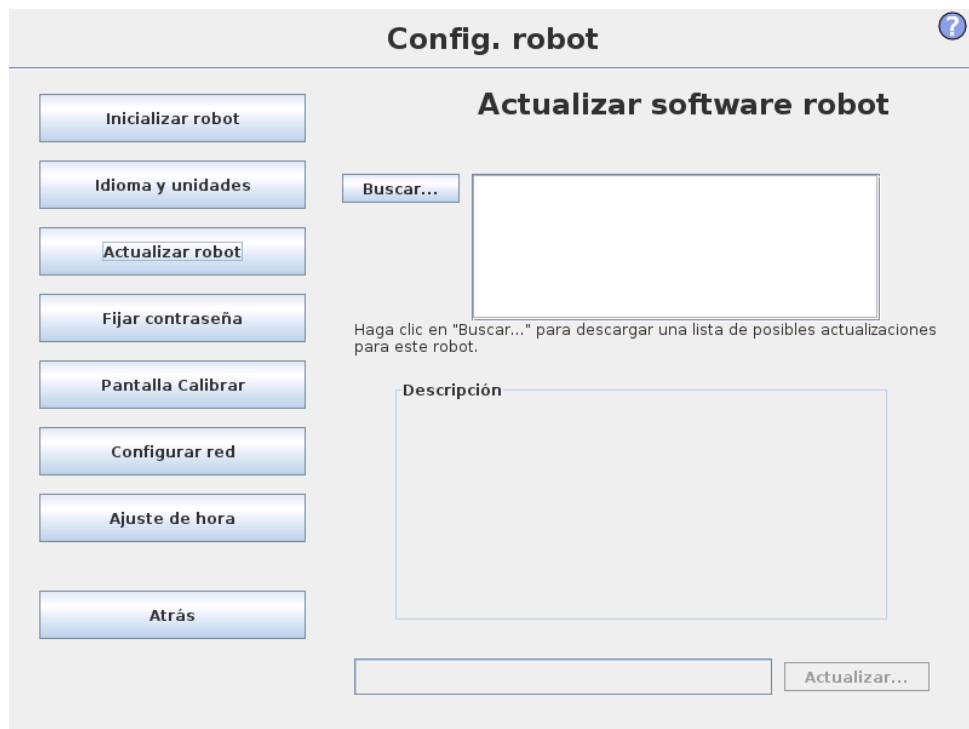 Config. robot
?
Inicializar robot
Idioma y unidades
Actualizar robot
Fijar contraseña
Pantalla Calibrar
Configurar red
Ajuste de hora
Atrás
Actualizar software robot
Buscar...
Haga clic en "Buscar..." para descargar una lista de posibles actualizaciones
para este robot.
Descripción
Actualizar...